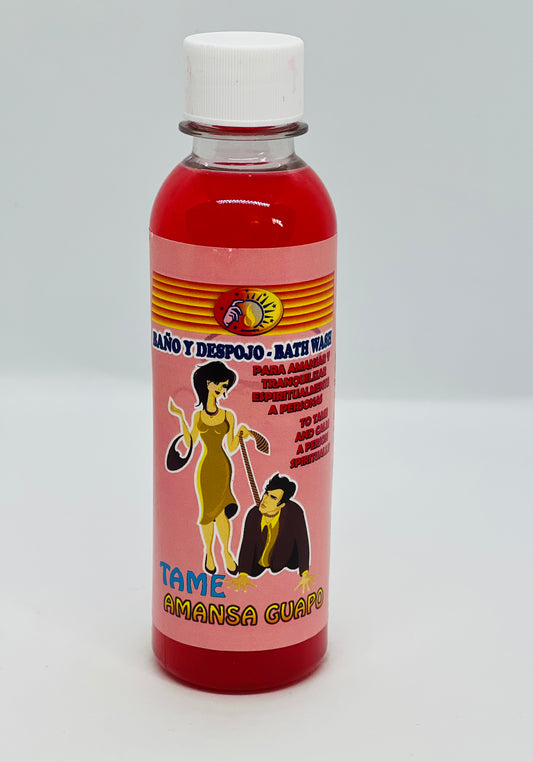 BAÑO Y DESPOJO - BATH WASH
PARA AMANSAR Y
TRANQUILIZAR
ESPIRITUALMENTE
A PERSONAS
TO TAME
AND CALM
A PERSON
SPIRITUALLY
TAME
AMANSA GUAPO